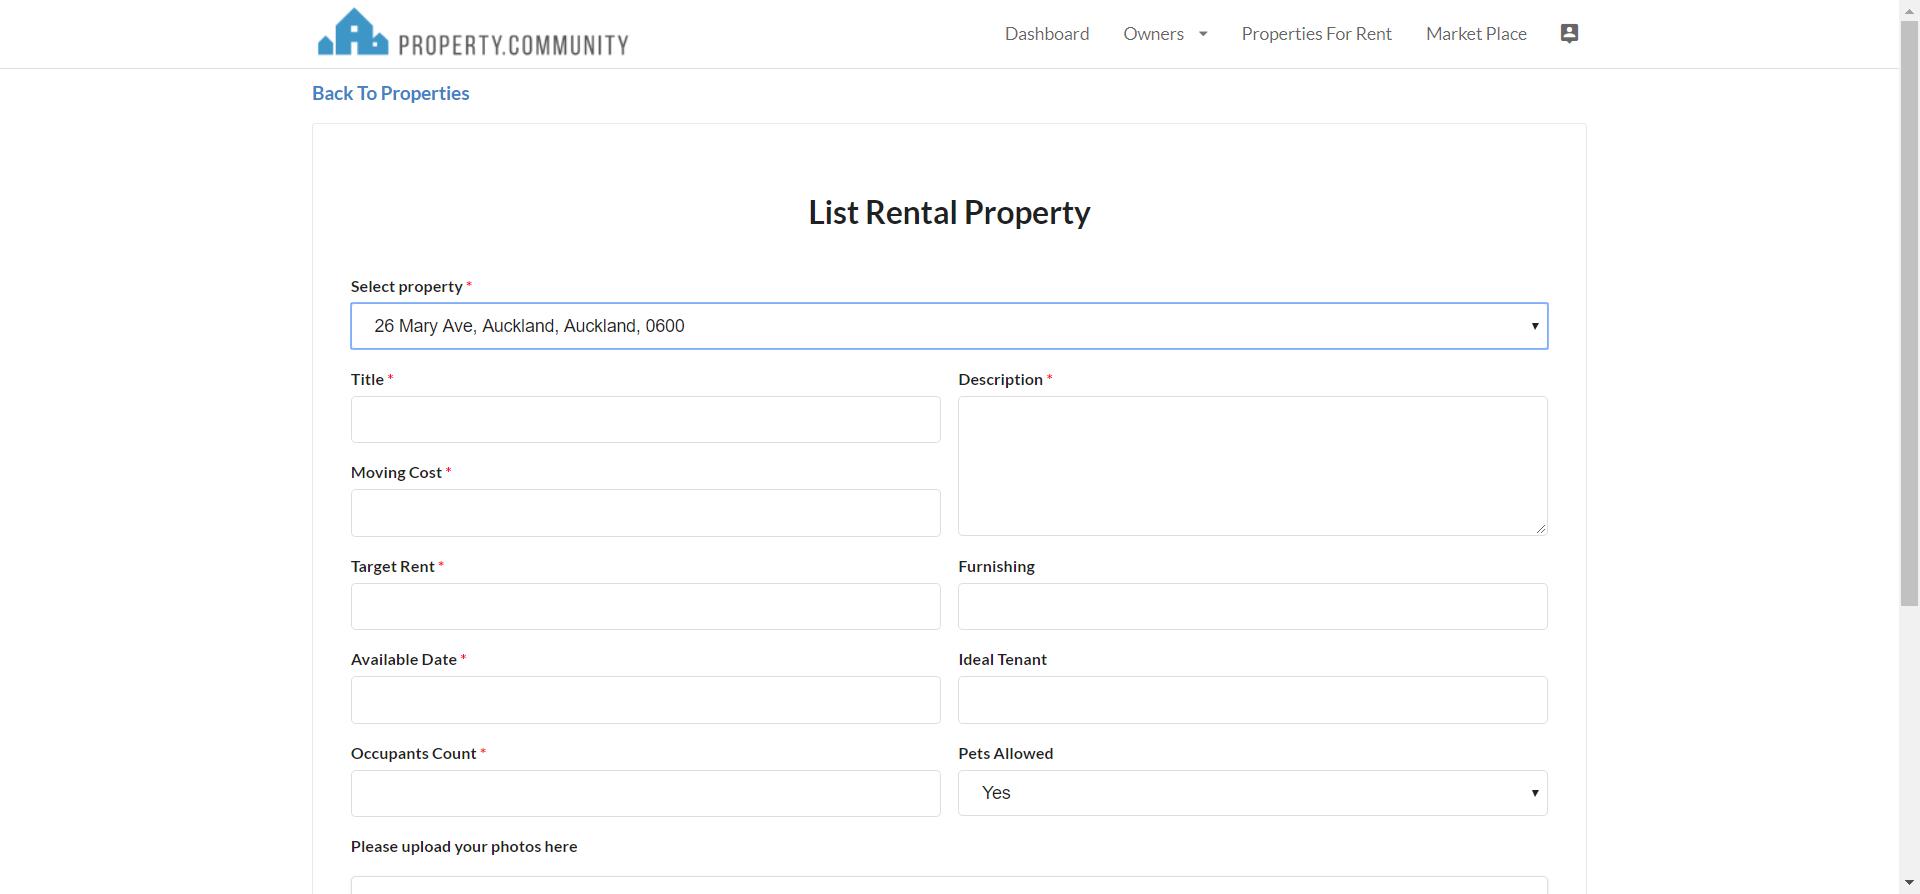 PROPERTY.COMMUNITY
Dashboard Owners Properties For Rent Market Place
Back To Properties
List Rental Property
Select property *
26 Mary Ave, Auckland, Auckland, 0600
Title *
Description *
Moving Cost *
Target Rent *
Furnishing
Available Date *
Ideal Tenant
Occupants Count *
Pets Allowed
Yes
Please upload your photos here